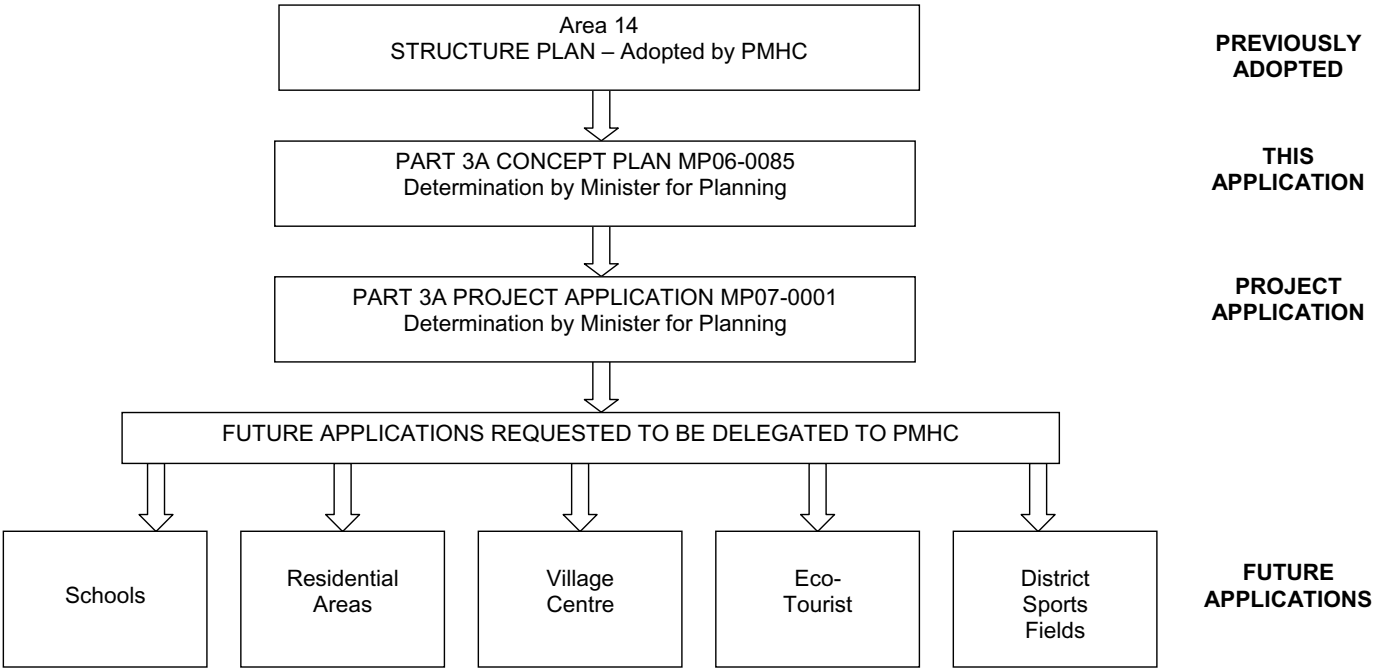 Area 14
STRUCTURE PLAN – Adopted by PMHC
PREVIOUSLY
ADOPTED
PART 3A CONCEPT PLAN MP06-0085
Determination by Minister for Planning
THIS
APPLICATION
PART 3A PROJECT APPLICATION MP07-0001
Determination by Minister for Planning
PROJECT
APPLICATION
FUTURE APPLICATIONS REQUESTED TO BE DELEGATED TO PMHC
Schools
Residential
Areas
Village
Centre
Eco-
Tourist
District
Sports
Fields
FUTURE
APPLICATIONS